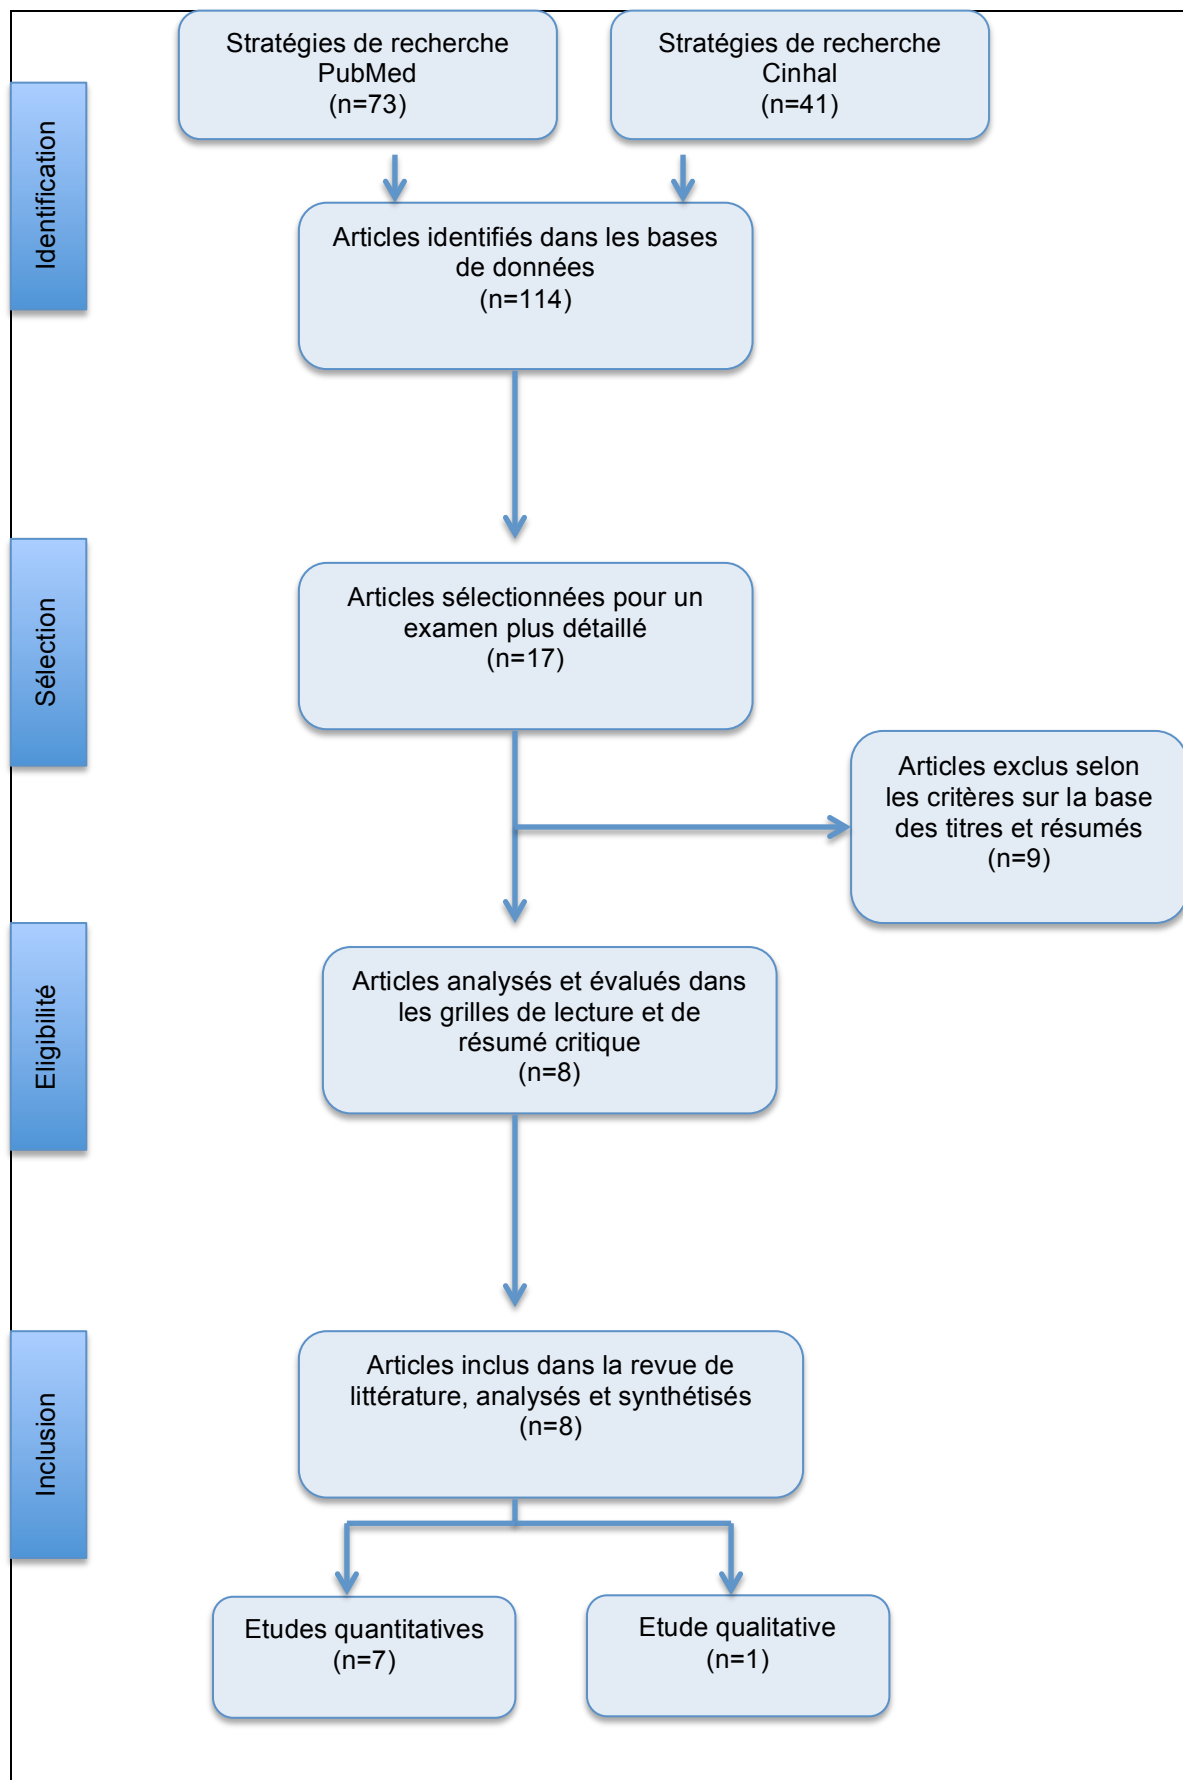 Stratégies de recherche
PubMed
(n=73)
Stratégies de recherche
Cinhal
(n=41)
Identification
Articles identifiés dans les bases
de données
(n=114)
Sélection
Articles sélectionnées pour un
examen plus détaillé
(n=17)
Articles exclus selon
les critères sur la base
des titres et résumés
(n=9)
Eligibilité
Articles analysés et évalués dans
les grilles de lecture et de
résumé critique
(n=8)
Inclusion
Articles inclus dans la revue de
littérature, analysés et synthétisés
(n=8)
Etudes quantitatives
(n=7)
Etude qualitative
(n=1)